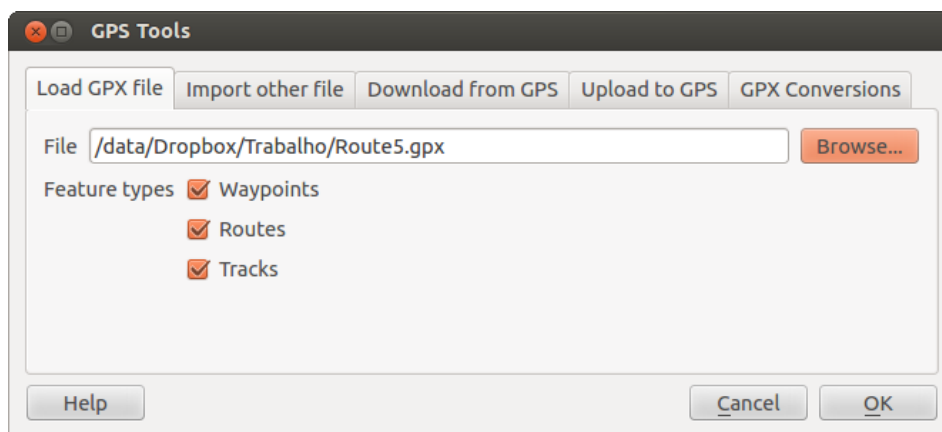 GPS Tools
Load GPX file Import other file Download from GPS Upload to GPS GPX Conversions
File /data/Dropbox/Trabalho/Route5.gpx Browse...
Feature types Waypoints
Routes
Tracks
Help Cancel OK